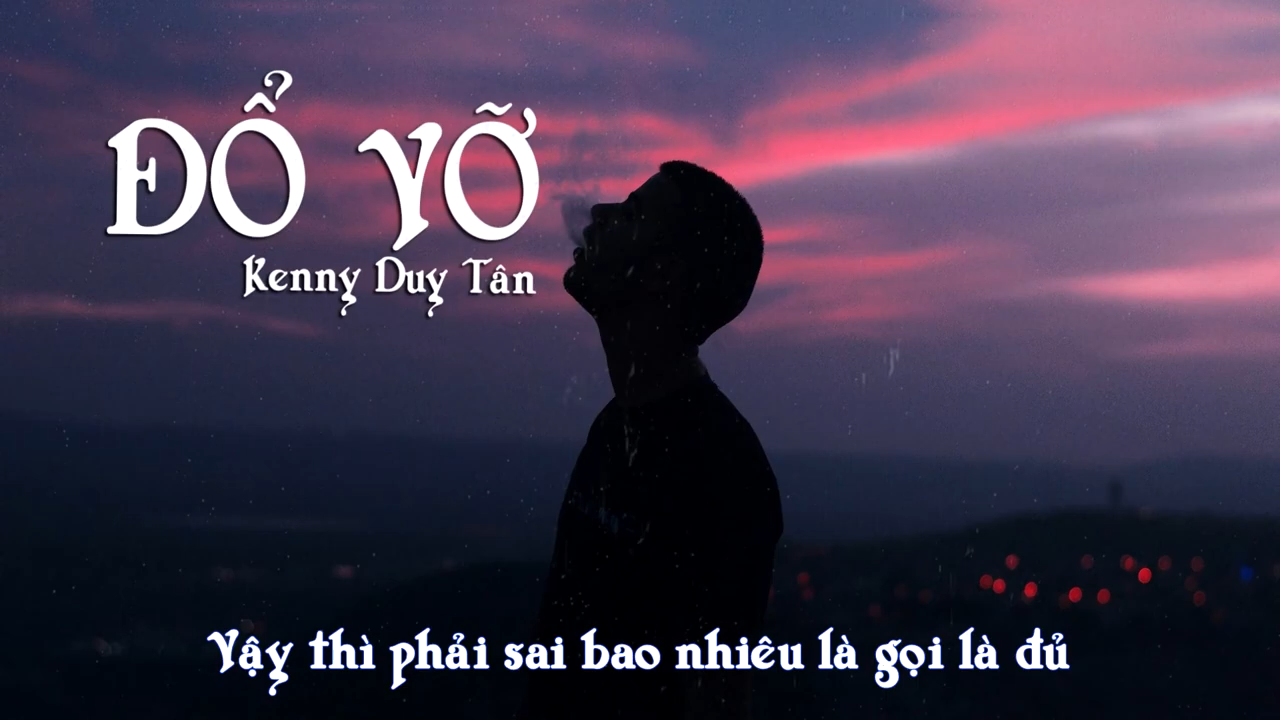 ĐỔ VỠ
Kenny Duy Tân
Vậy thì phải sai bao nhiêu là gọi là đủ